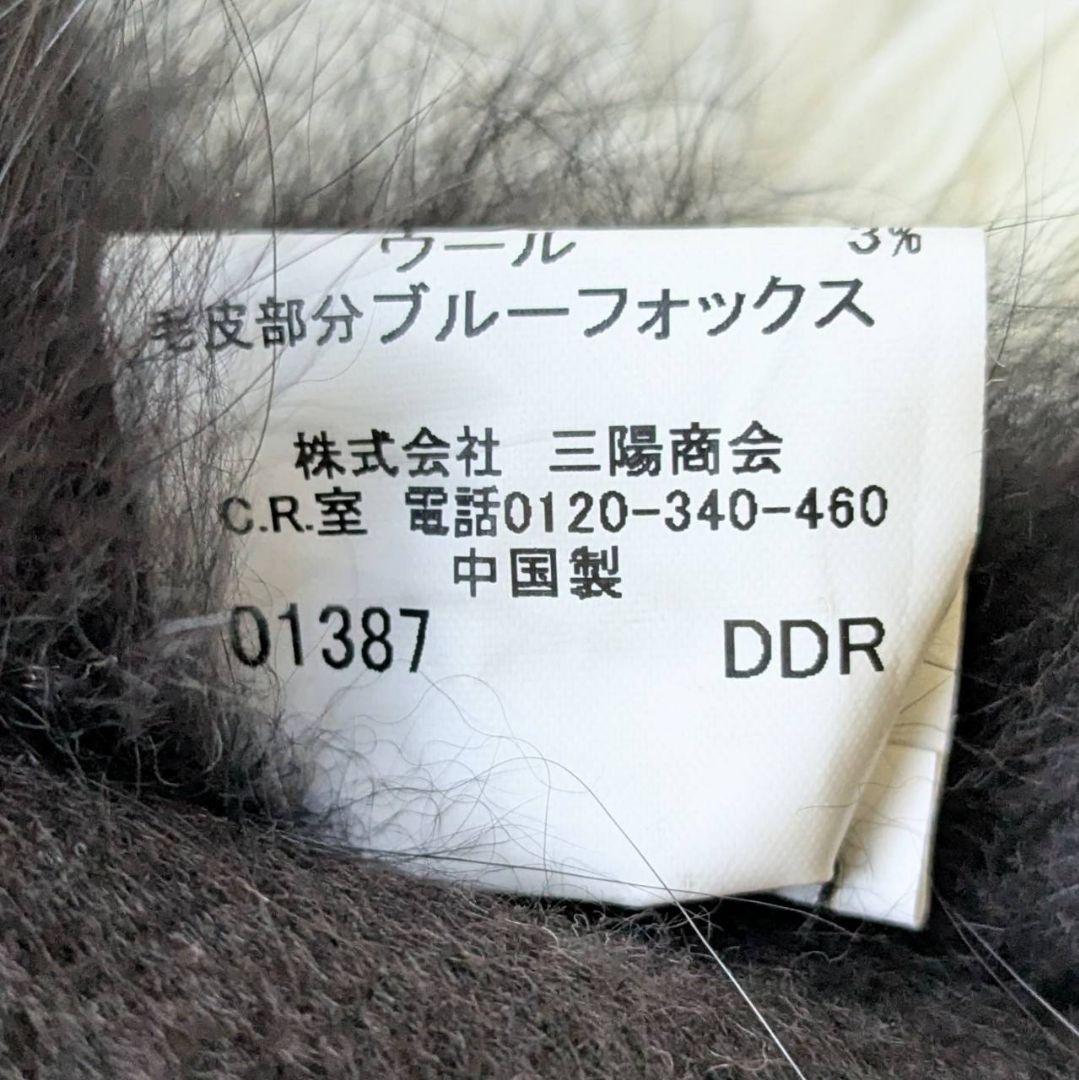 ウール 3%
毛皮部分ブルーフォックス
株式会社 三陽商会
C.R.室 電話0120-340-460
中国製
01387 DDR